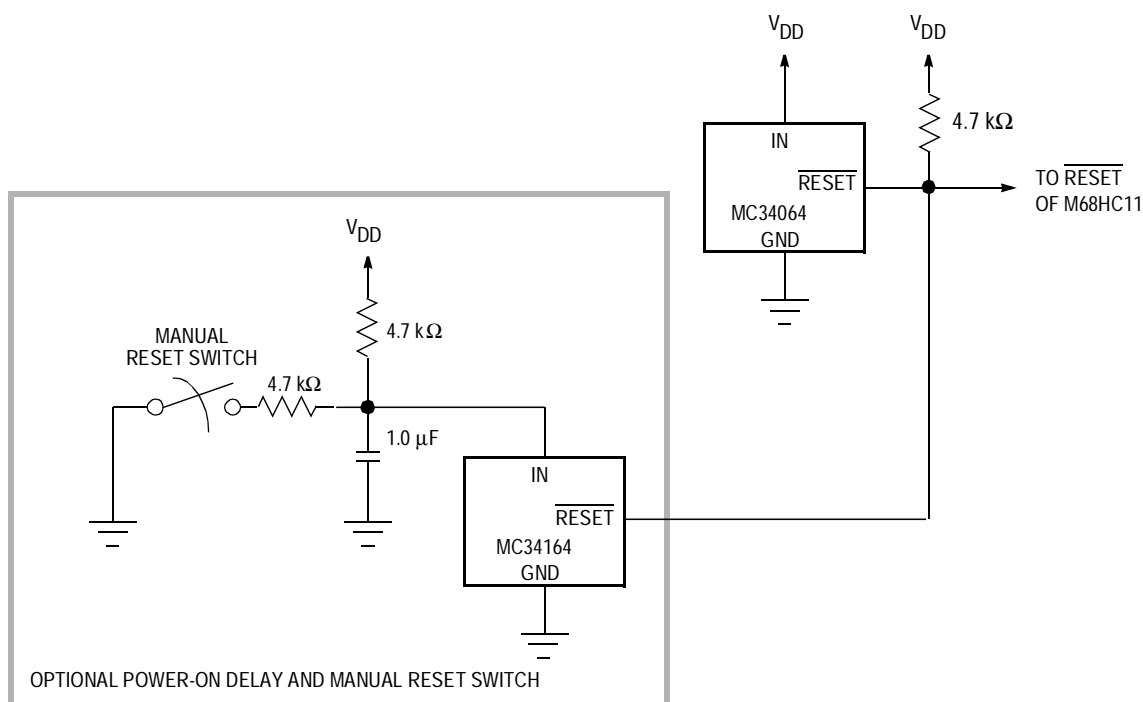 V_DD
V_DD
4.7 kΩ
IN
RESET
TO RESET
OF M68HC11
MC34064
GND
V_DD
4.7 kΩ
MANUAL
RESET SWITCH
4.7 kΩ
1.0 µF
IN
RESET
MC34164
GND
OPTIONAL POWER-ON DELAY AND MANUAL RESET SWITCH